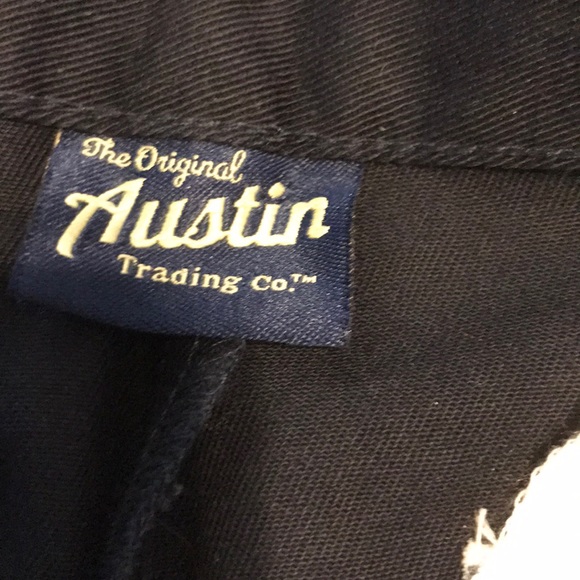 The Original
Austin
Trading Co.™